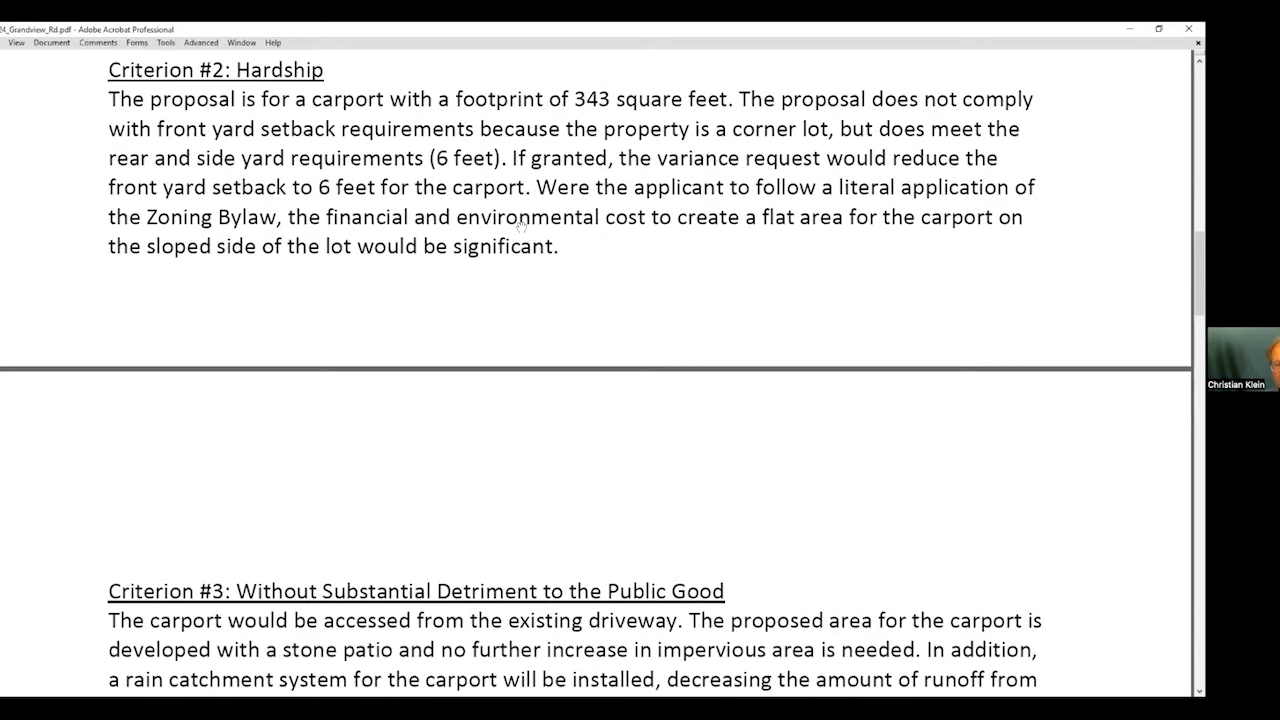 24_Grandview_Rd.pdf - Adobe Acrobat Professional
View Document Comments Forms Tools Advanced Window Help
Criterion #2: Hardship
The proposal is for a carport with a footprint of 343 square feet. The proposal does not comply
with front yard setback requirements because the property is a corner lot, but does meet the
rear and side yard requirements (6 feet). If granted, the variance request would reduce the
front yard setback to 6 feet for the carport. Were the applicant to follow a literal application of
the Zoning Bylaw, the financial and environmental cost to create a flat area for the carport on
the sloped side of the lot would be significant.
Christian Klein
Criterion #3: Without Substantial Detriment to the Public Good
The carport would be accessed from the existing driveway. The proposed area for the carport is
developed with a stone patio and no further increase in impervious area is needed. In addition,
a rain catchment system for the carport will be installed, decreasing the amount of runoff from